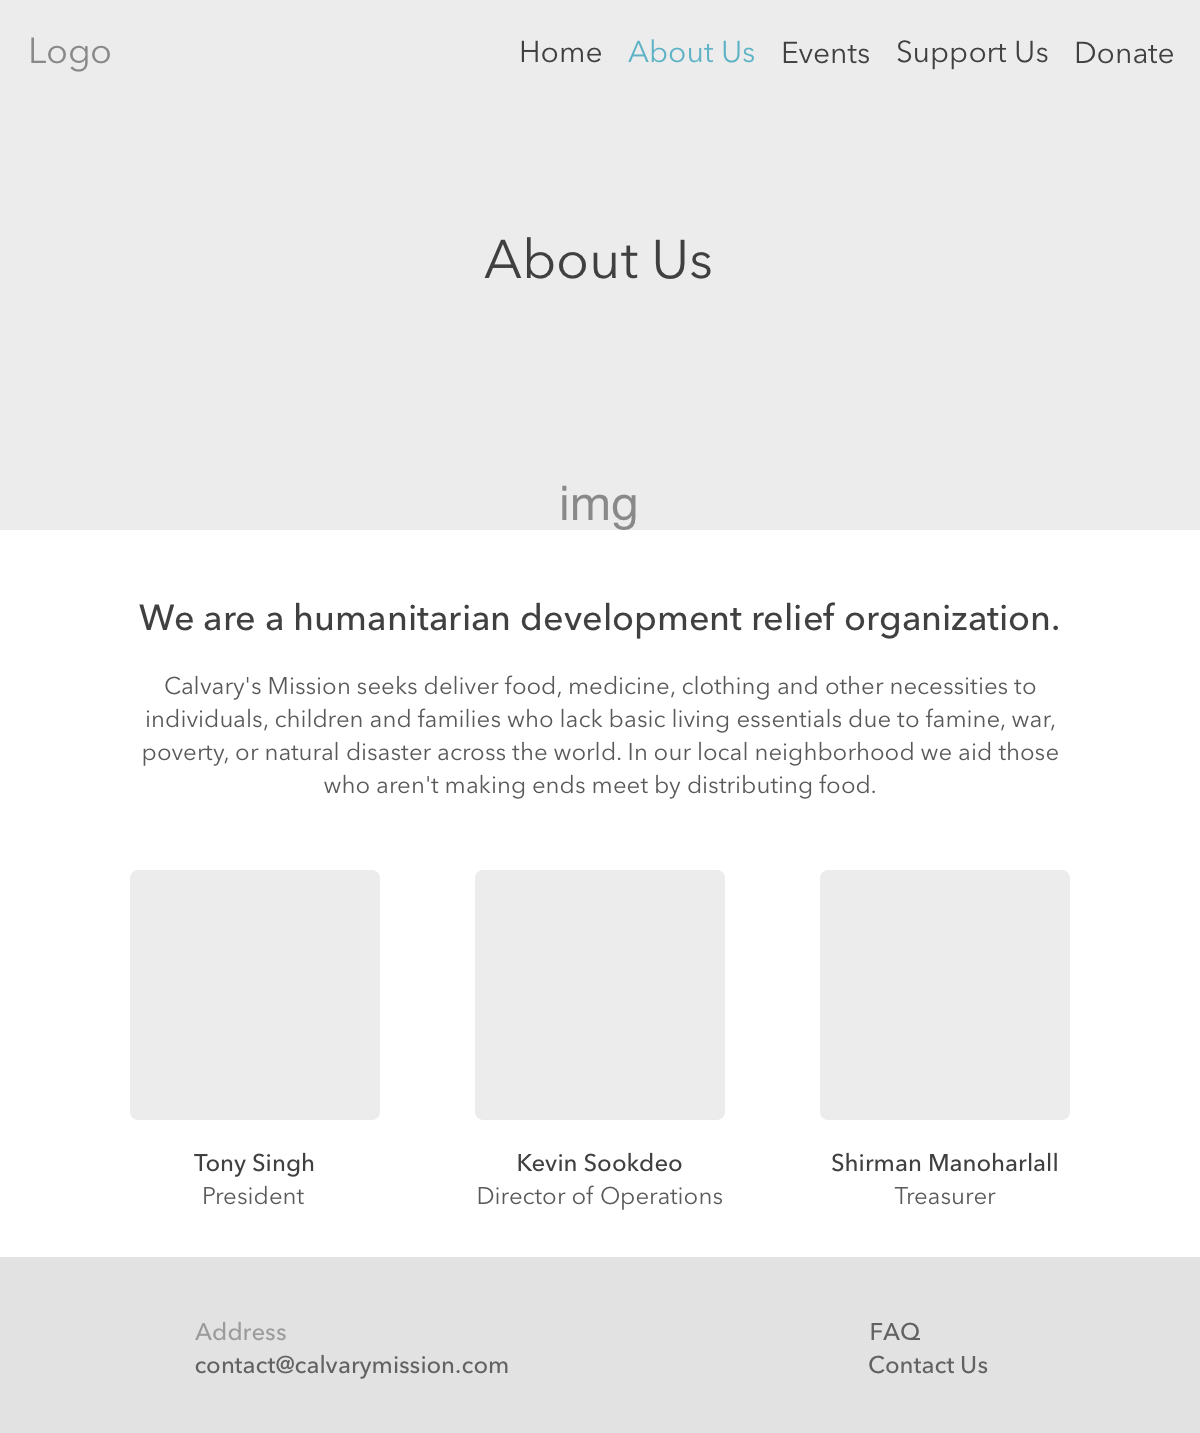 Logo
Home About Us Events Support Us Donate
About Us
img
We are a humanitarian development relief organization.
Calvary's Mission seeks deliver food, medicine, clothing and other necessities to
individuals, children and families who lack basic living essentials due to famine, war,
poverty, or natural disaster across the world. In our local neighborhood we aid those
who aren't making ends meet by distributing food.
Tony Singh
President
Kevin Sookdeo
Director of Operations
Shirman Manoharlall
Treasurer
Address
contact@calvarymission.com
FAQ
Contact Us